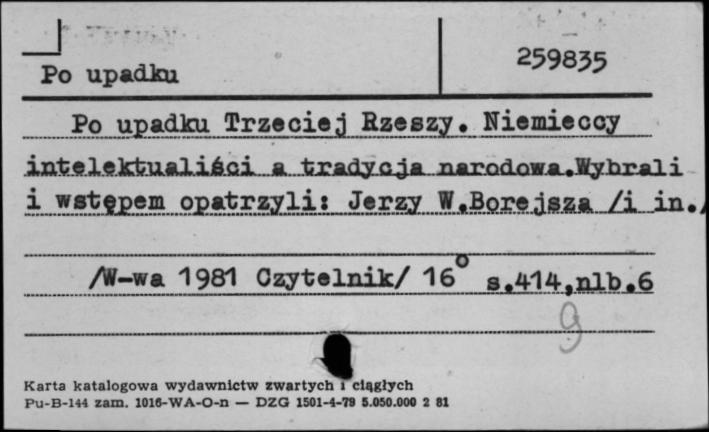 259835
Po upadku
Po upadku Trzeciej Rzeszy. Niemieccy
intelektualiści a tradycja narodowa.Wybrali
i wstępem opatrzyli: Jerzy W.Borejsza /i in./
/W-wa 1981 Czytelnik/ 16° s.414,nlb.6
g
Karta katalogowa wydawnictw zwartych i ciągłych
Pu-B-144 zam. 1016-WA-O-n — DZG 1501-4-79 5.050.000 2 81